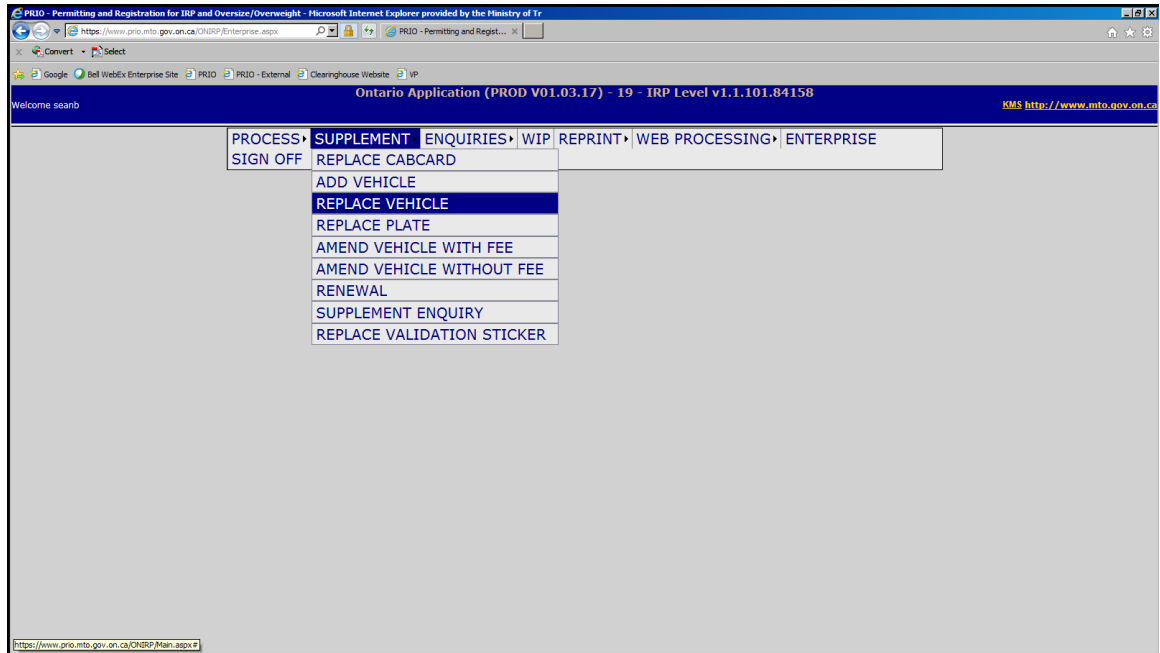 PRIO - Permitting and Registration for IRP and Oversize/Overweight - Microsoft Internet Explorer provided by the Ministry of Tr
https://www.prio.mto.gov.on.ca/ONIRP/Enterprise.aspx PRIO - Permitting and Regist...
Convert Select
Google Bell WebEx Enterprise Site PRIO PRIO - External Clearinghouse Website VP
Ontario Application (PROD V01.03.17) - 19 - IRP Level v1.1.101.84158
Welcome seanb KMS http://www.mto.gov.on.ca
PROCESS SUPPLEMENT ENQUIRIES WIP REPRINT WEB PROCESSING ENTERPRISE
SIGN OFF REPLACE CABCARD
ADD VEHICLE
REPLACE VEHICLE
REPLACE PLATE
AMEND VEHICLE WITH FEE
AMEND VEHICLE WITHOUT FEE
RENEWAL
SUPPLEMENT ENQUIRY
REPLACE VALIDATION STICKER
https://www.prio.mto.gov.on.ca/ONIRP/Main.aspx#